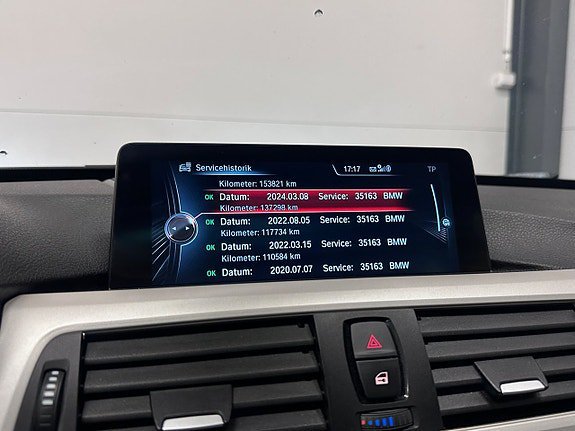 Servicehistorik 17:17 TP
Kilometer: 153821 km
OK Datum: 2024.03.08 Service: 35163 BMW
Kilometer: 137298 km
OK Datum: 2022.08.05 Service: 35163 BMW
Kilometer: 117734 km
OK Datum: 2022.03.15 Service: 35163 BMW
Kilometer: 110584 km
OK Datum: 2020.07.07 Service: 35163 BMW